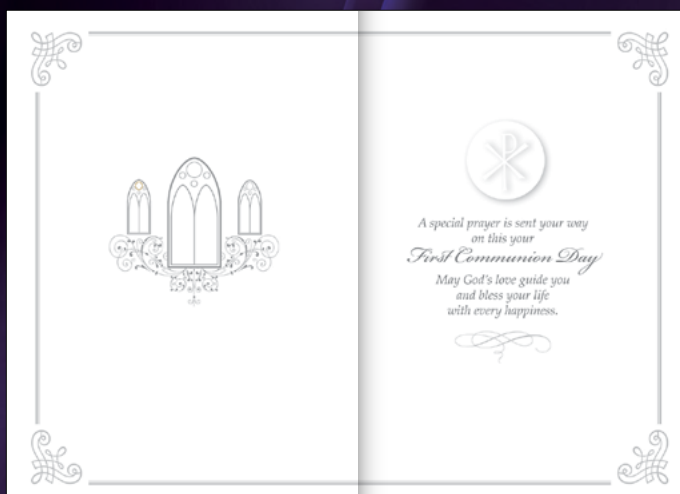 A special prayer is sent your way
on this your
First Communion Day
May God's love guide you
and bless your life
with every happiness.